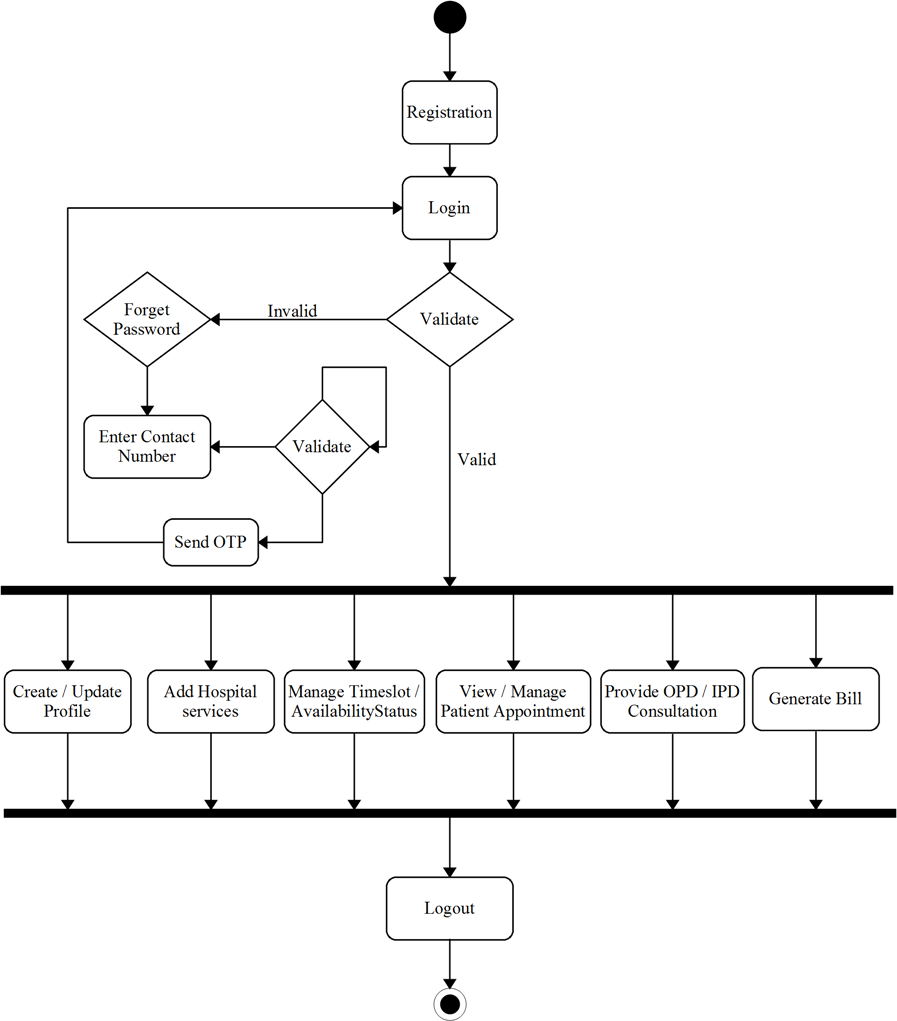 Registration
Login
Forget
Password
Invalid
Validate
Enter Contact
Number
Validate
Valid
Send OTP
Create / Update
Profile
Add Hospital
services
Manage Timeslot /
AvailabilityStatus
View / Manage
Patient Appointment
Provide OPD / IPD
Consultation
Generate Bill
Logout